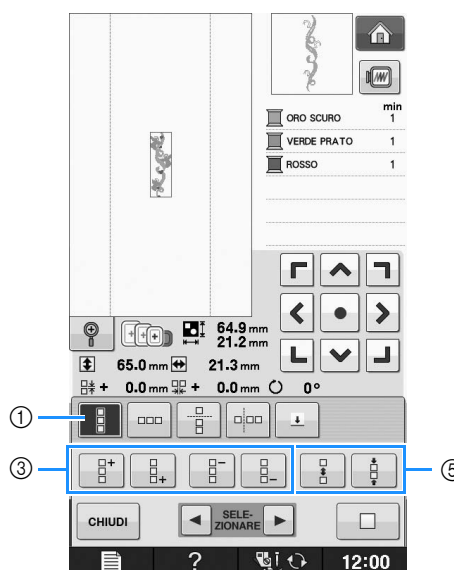 min
ORO SCURO 1
VERDE PRATO 1
ROSSO 1
64.9 mm
21.2 mm
65.0 mm 21.3 mm
+ 0.0 mm + 0.0 mm 0°
①
③
⑤
CHIUDI
SELE-
ZIONARE
? 12:00